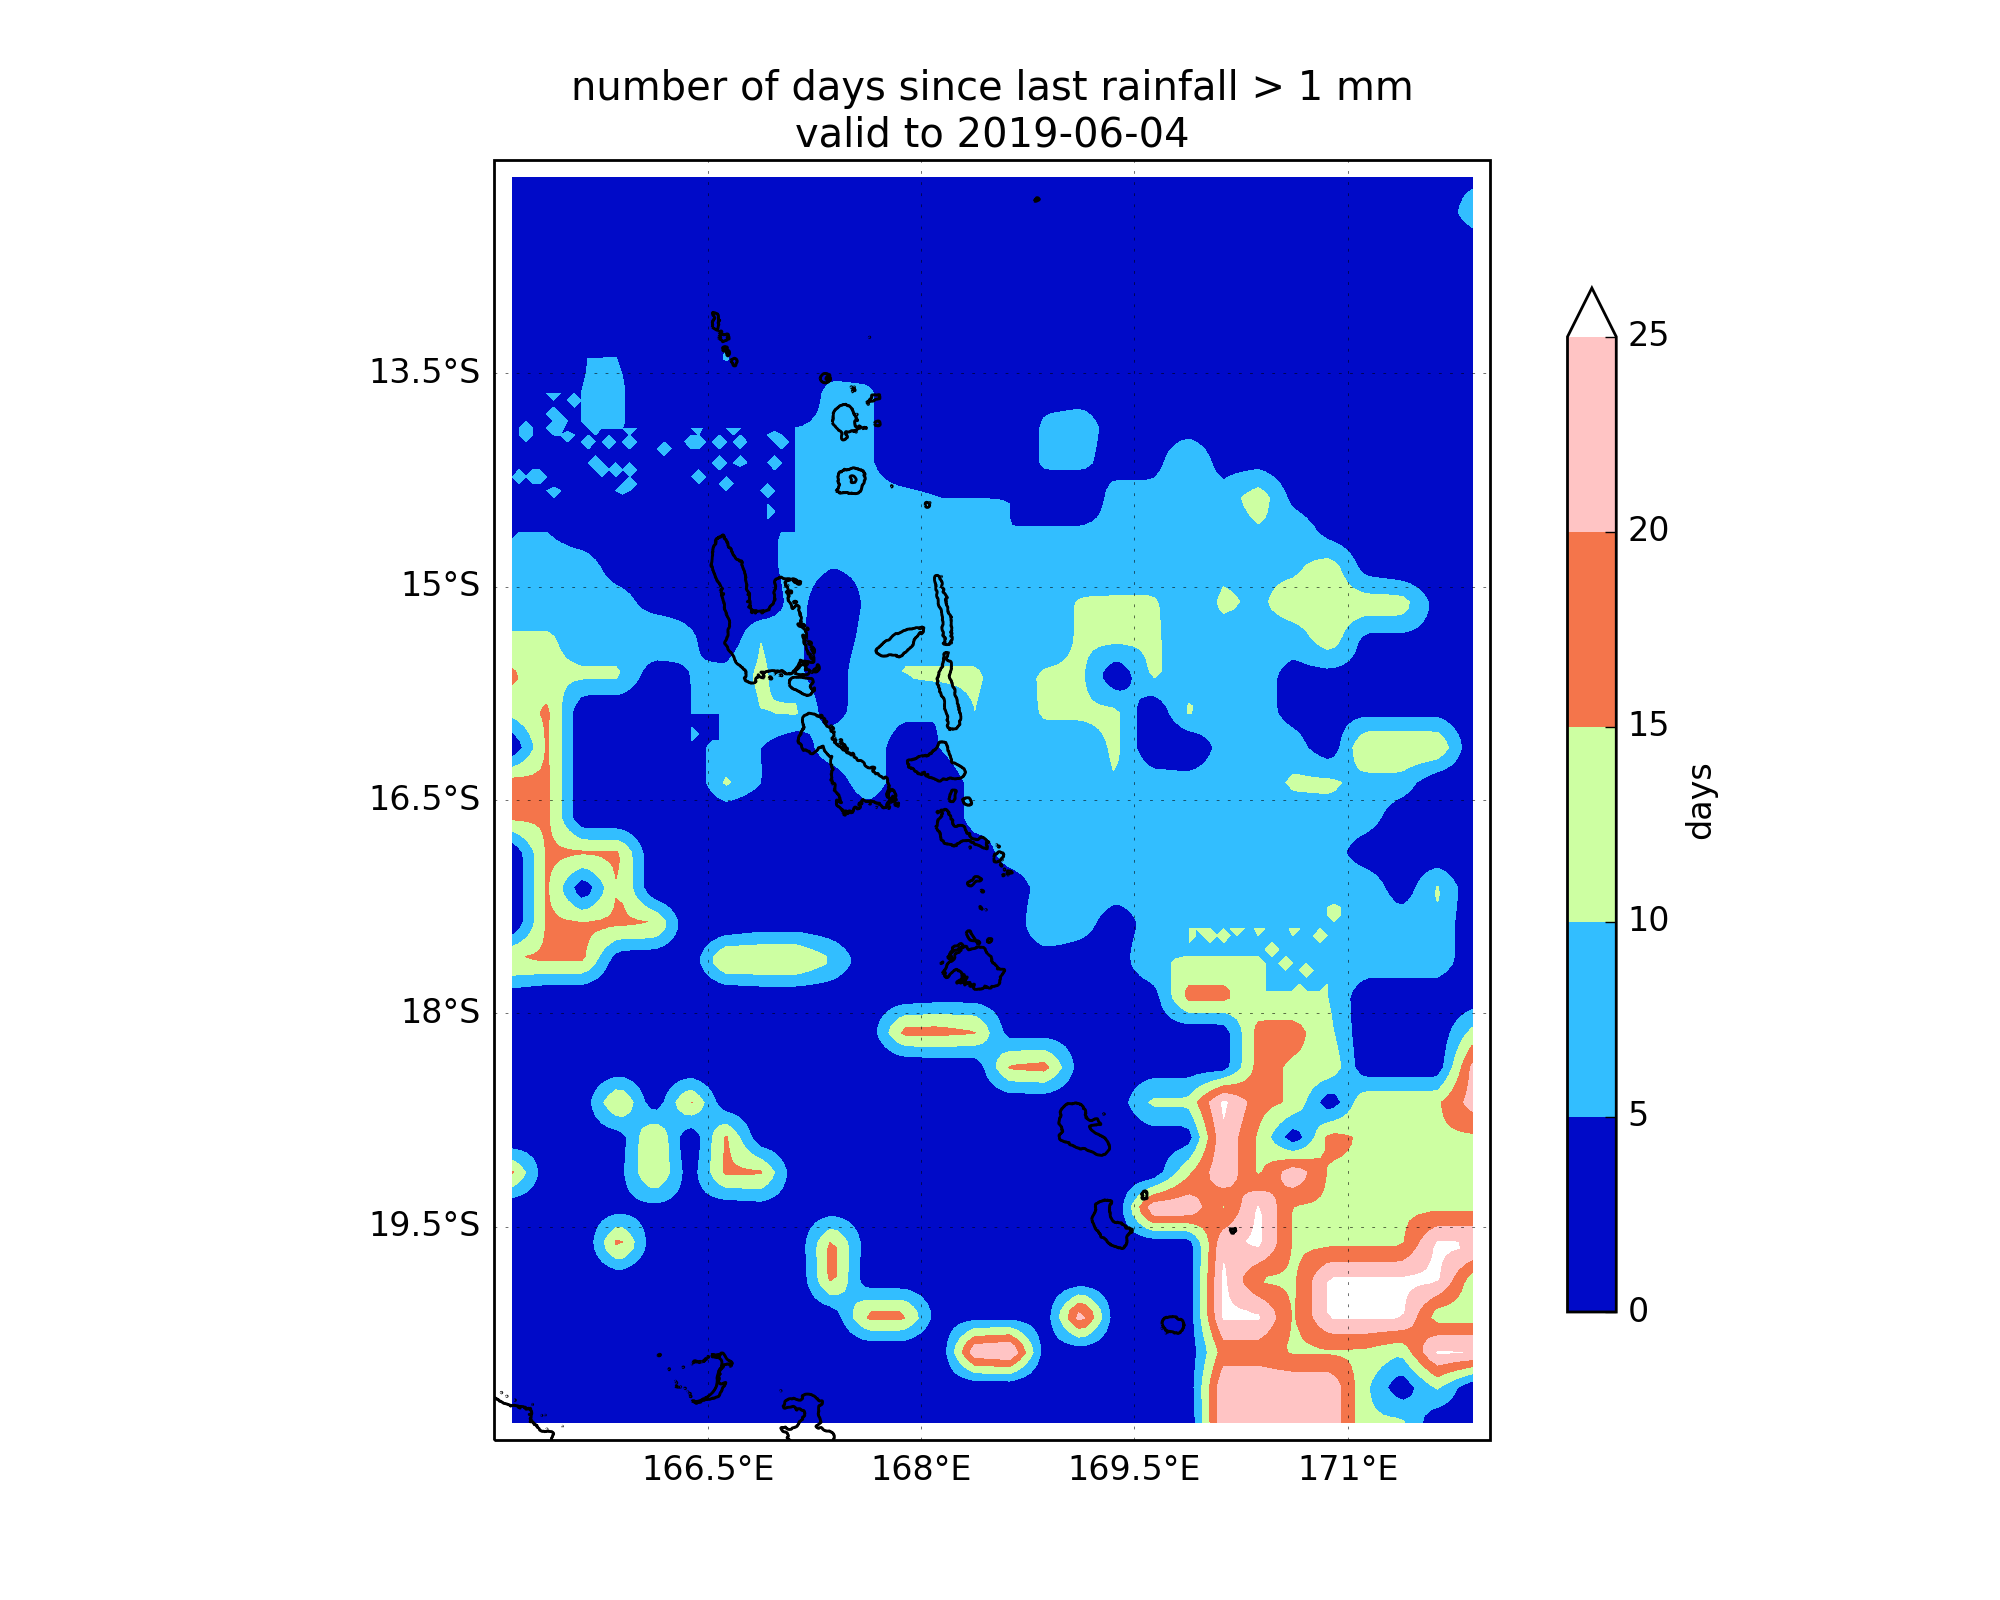 number of days since last rainfall > 1 mm
valid to 2019-06-04
13.5°S
15°S
16.5°S
18°S
19.5°S
166.5°E
168°E
169.5°E
171°E
25
20
15
10
5
0
days